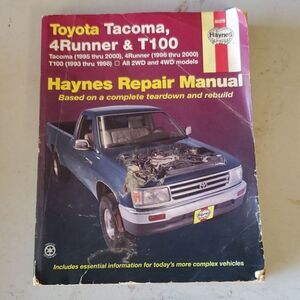 Toyota Tacoma,
4Runner & T100
Tacoma (1995 thru 2000), 4Runner (1996 thru 2000)
T100 (1993 thru 1998) □ All 2WD and 4WD models
Haynes
Haynes Repair Manual
Based on a complete teardown and rebuild
Includes essential information for today's more complex vehicles